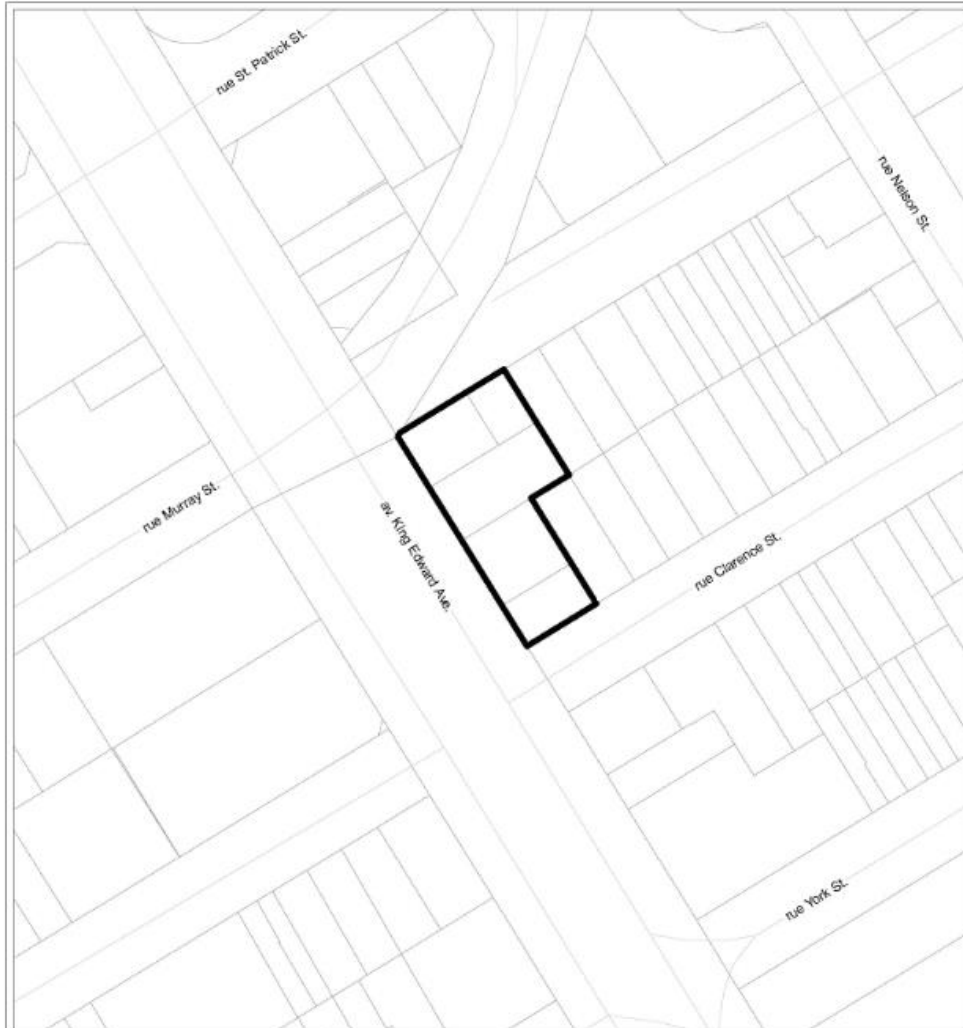 rue St. Patrick St.
rue Nelson St.
rue Murray St.
av. King Edward Ave.
rue Clarence St.
rue York St.